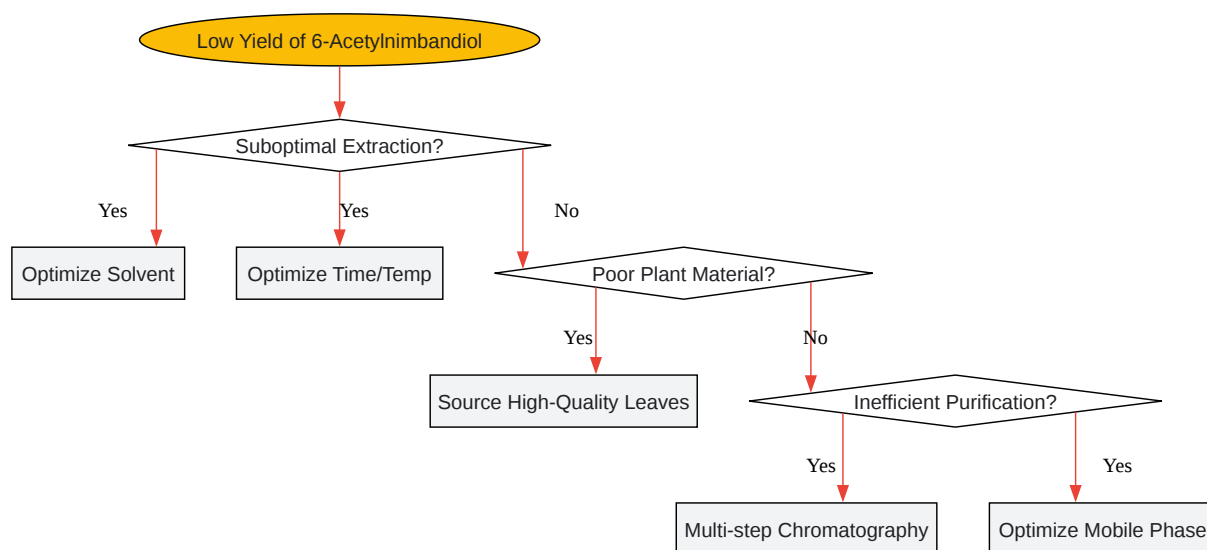 Low Yield of 6-Acetylnimbandiol
Suboptimal Extraction?
Yes
Yes
No
Optimize Solvent
Optimize Time/Temp
Poor Plant Material?
Yes
No
Source High-Quality Leaves
Inefficient Purification?
Yes
Yes
Multi-step Chromatography
Optimize Mobile Phase